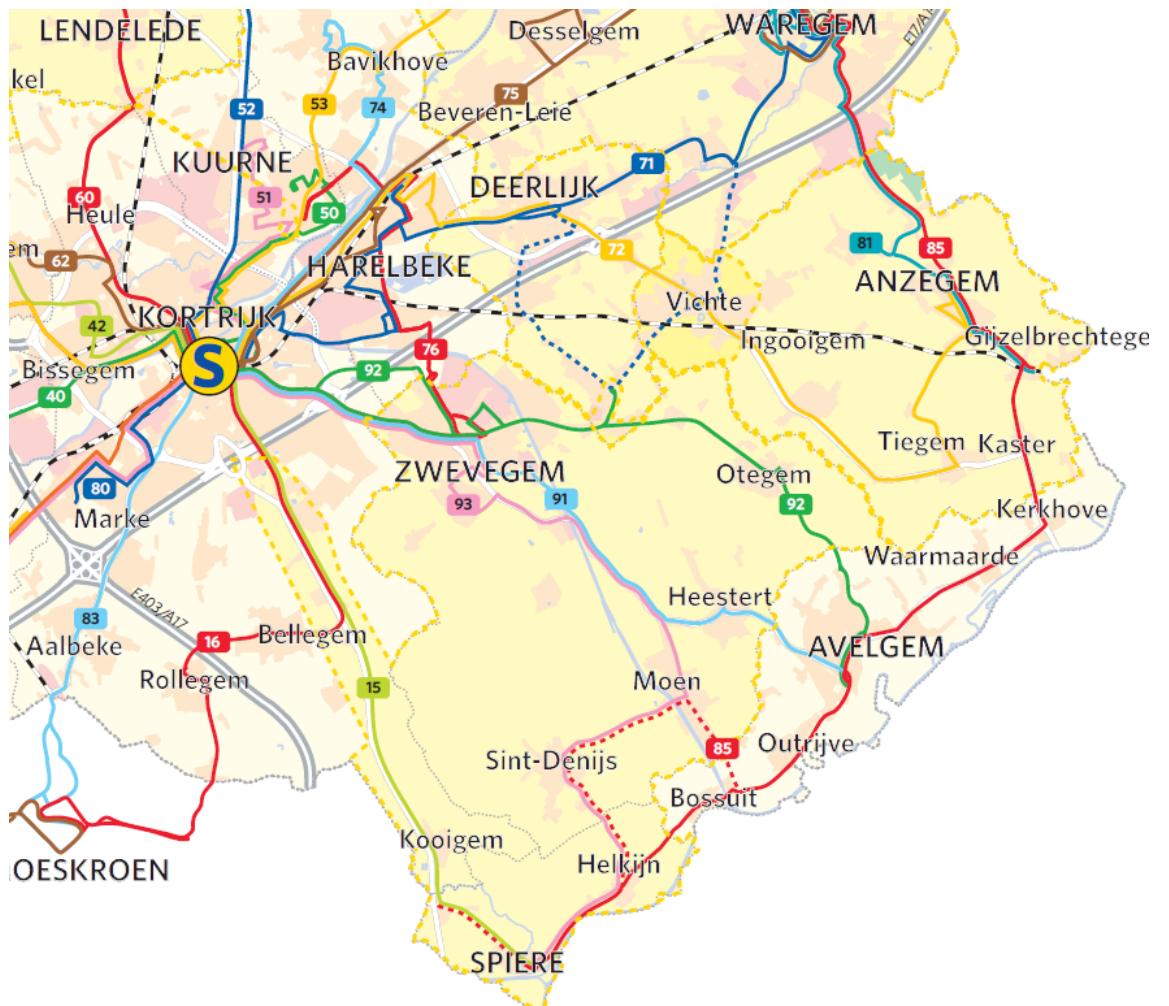 LENDELEDE
WAREGEM
Desselgem
E17/A1
Bavikhove
kel
75
52
53
74
Beveren-Leie
KUURNE
71
DEERLIJK
51
60
50
Heule
81
85
em
62
72
HARELBEKE
ANZEGEM
Vichte
KORTRIJK
42
Gijzelbrechtege
Ingooigem
76
S
Bissegem
92
40
Tiegem
Kaster
ZWEVEGEM
Otegem
80
93
91
92
Marke
Kerkhove
Waarmaarde
E403/A17
Heestert
83
Aalbeke
16
Bellegem
AVELGEM
Rollegem
15
Moen
85
Outrijve
Sint-Denijs
Bossuit
Kooigem
OESKROEN
Helkijn
SPIERE